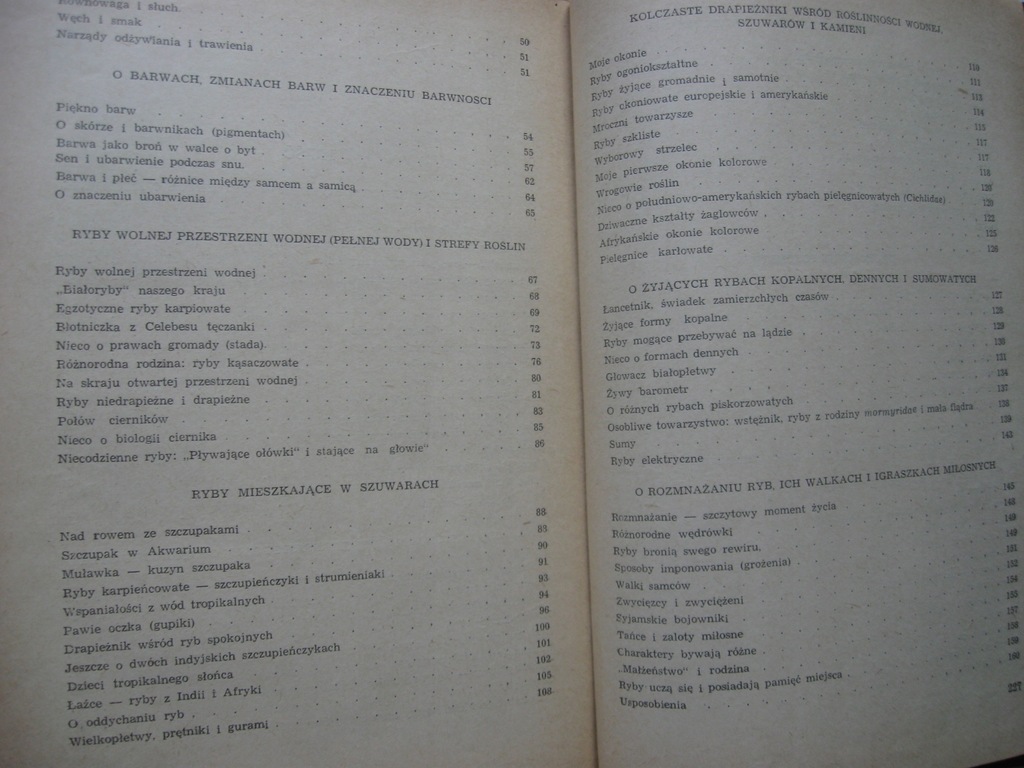 Równowaga i słuch
Węch i smak 50
Narządy odżywiania i trawienia 51
51
O BARWACH, ZMIANACH BARW I ZNACZENIU BARWNOSCI
Piękno barw
O skórze i barwnikach (pigmentach) 54
Barwa jako broń w walce o byt 55
Sen i ubarwienie podczas snu. 57
Barwa i płeć — różnice między samcem a samicą 62
O znaczeniu ubarwienia 64
65
RYBY WOLNEJ PRZESTRZENI WODNEJ (PEŁNEJ WODY) I STREFY ROŚLIN
Ryby wolnej przestrzeni wodnej 67
„Białoryby" naszego kraju 68
Egzotyczne ryby karpiowate 69
Błotniczka z Celebesu tęczanki 72
Nieco o prawach gromady (stada) 73
Różnorodna rodzina: ryby kąsaczowate 76
Na skraju otwartej przestrzeni wodnej 80
Ryby niedrapieżne i drapieżne 81
Połów cierników 83
Nieco o biologii ciernika 85
Niecodzienne ryby: „Pływające ołówki" i stające na głowie" 86
RYBY MIESZKAJĄCE W SZUWARACH
Nad rowem ze szczupakami 88
Szczupak w Akwarium 88
Muławka — kuzyn szczupaka 90
Ryby karpieńcowate — szczupieńczyki i strumieniaki 91
Wspaniałości z wód tropikalnych 93
Pawie oczka (gupiki) 94
Drapieżnik wśród ryb spokojnych 96
Jeszcze o dwóch indyjskich szczupieńczykach 100
Dzieci tropikalnego słońca 101
Łaźce — ryby z Indii i Afryki 102
O oddychaniu ryb 105
Wielkopłetwy, prętniki i gurami 108
KOLCZASTE DRAPIEŻNIKI WŚRÓD ROŚLINNOŚCI WODNEJ,
SZUWARÓW I KAMIENI
Moje okonie 110
Ryby ogoniokształtne 111
Ryby żyjące gromadnie i samotnie 113
Ryby okoniowate europejskie i amerykańskie 114
Mroczni towarzysze 115
Ryby szkliste 117
Wyborowy strzelec 117
Moje pierwsze okonie kolorowe 118
Wrogowie roślin 120
Nieco o południowo-amerykańskich rybach pielęgnicowatych (Cichlidae) 120
Dziwaczne kształty żaglowców 122
Afrykańskie okonie kolorowe 125
Pielęgnice karłowate 126
O ŻYJĄCYCH RYBACH KOPALNYCH, DENNYCH I SUMOWATYCH
Łancetnik, świadek zamierzchłych czasów 127
Żyjące formy kopalne 128
Ryby mogące przebywać na lądzie 129
Nieco o formach dennych 130
Głowacz białopłetwy 131
Żywy barometr 134
O różnych rybach piskorzowatych 137
Osobliwe towarzystwo: wstężnik, ryby z rodziny mormyridae i mała flądra 138
Sumy 139
Ryby elektryczne 142
O ROZMNAŻANIU RYB, ICH WALKACH I IGRASZKACH MIŁOSNYCH
Rozmnażanie — szczytowy moment życia 145
Różnorodne wędrówki 148
Ryby bronią swego rewiru. 149
Sposoby imponowania (grożenia) 149
Walki samców 151
Zwycięzcy i zwyciężeni 152
Syjamskie bojowniki 154
Tańce i zaloty miłosne 155
Charaktery bywają różne 157
„Małżeństwo" i rodzina 158
Ryby uczą się i posiadają pamięć miejsca 159
Usposobienia 160
227